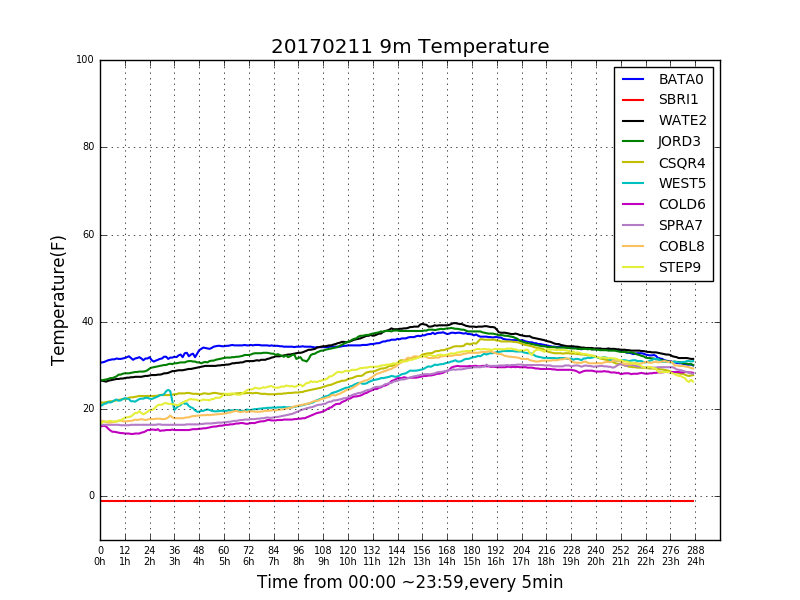 20170211 9m Temperature
Temperature(F)
100
80
60
40
20
0
BATA0
SBRI1
WATE2
JORD3
CSQR4
WEST5
COLD6
SPRA7
COBL8
STEP9
0 12 24 36 48 60 72 84 96 108 120 132 144 156 168 180 192 204 216 228 240 252 264 276 288
0h 1h 2h 3h 4h 5h 6h 7h 8h 9h 10h 11h 12h 13h 14h 15h 16h 17h 18h 19h 20h 21h 22h 23h 24h
Time from 00:00 ~23:59,every 5min